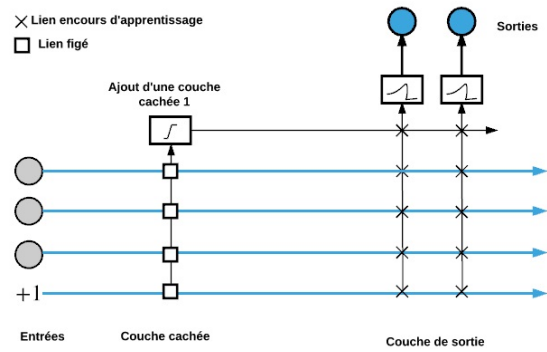 Lien encours d'apprentissage
Lien figé
Sorties
Ajout d'une couche
cachée 1
+1
Entrées
Couche cachée
Couche de sortie